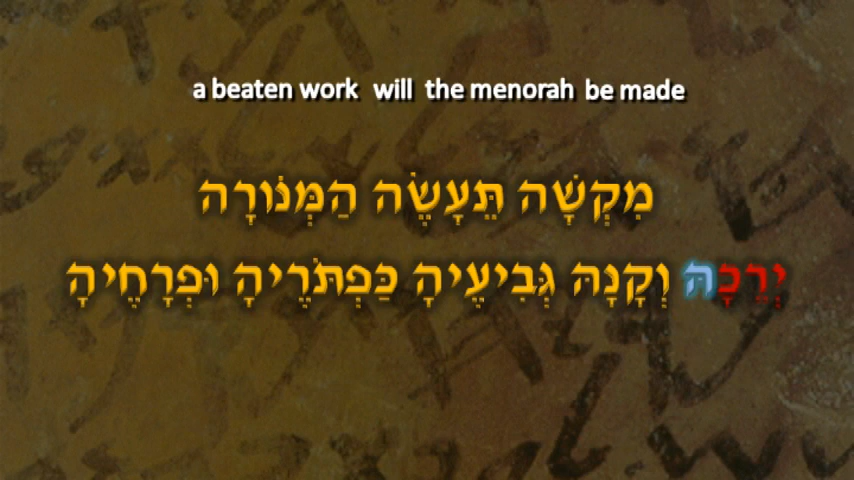 a beaten work will the menorah be made
מִקְשָׁה תֵּעָשֶׂה הַמְּנוֹרָה
יְרֵכָהּ וְקָנָהּ גְּבִיעֶיהָ כַּפְתֹּרֶיהָ וּפְרָחֶיהָ